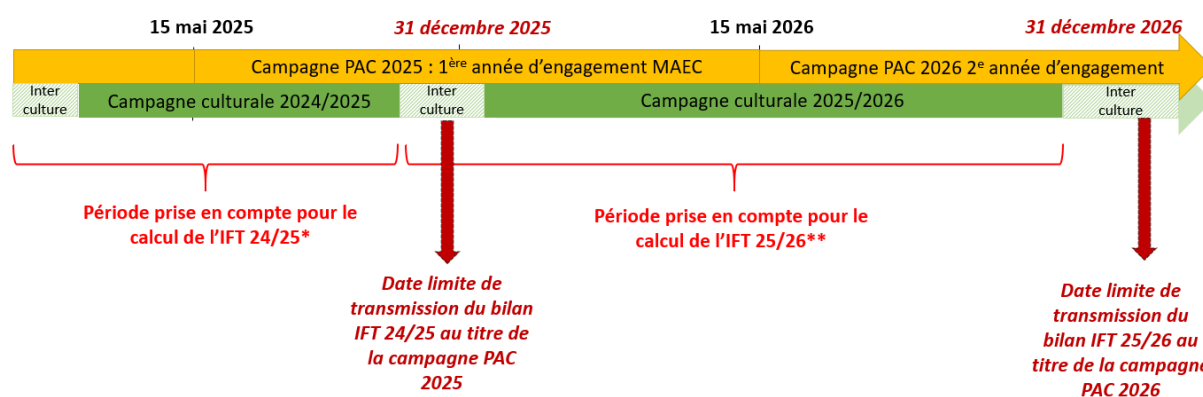 15 mai 2025
31 décembre 2025
15 mai 2026
31 décembre 2026
Campagne PAC 2025 : 1ère année d’engagement MAEC
Campagne PAC 2026 2e année d’engagement
Inter
culture
Campagne culturale 2024/2025
Inter
culture
Campagne culturale 2025/2026
Inter
culture
Période prise en compte pour le
calcul de l’IFT 24/25*
Période prise en compte pour le
calcul de l’IFT 25/26**
Date limite de
transmission du bilan
IFT 24/25 au titre de
la campagne PAC
2025
Date limite de
transmission du
bilan IFT 25/26 au
titre de la campagne
PAC 2026